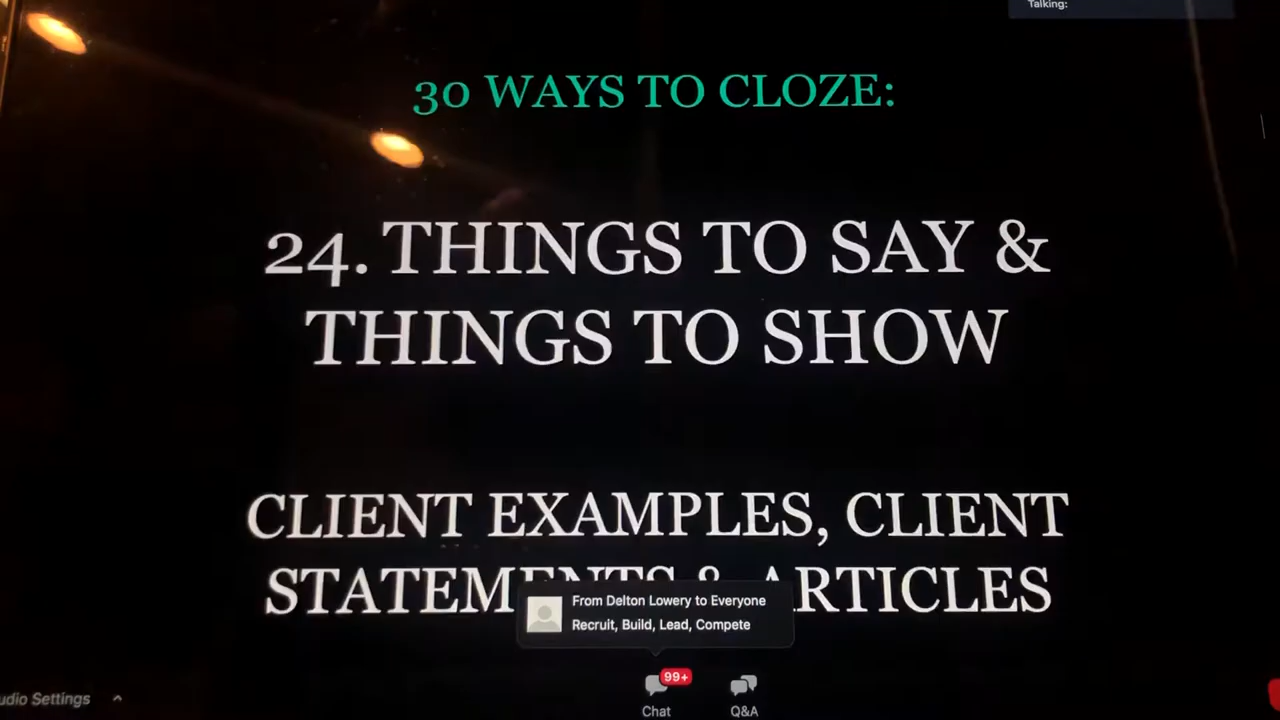 Talking:
30 WAYS TO CLOZE:
24. THINGS TO SAY &
THINGS TO SHOW
CLIENT EXAMPLES, CLIENT
STATEMENTS & ARTICLES
From Delton Lowery to Everyone
Recruit, Build, Lead, Compete
99+
udio Settings
Chat
Q&A